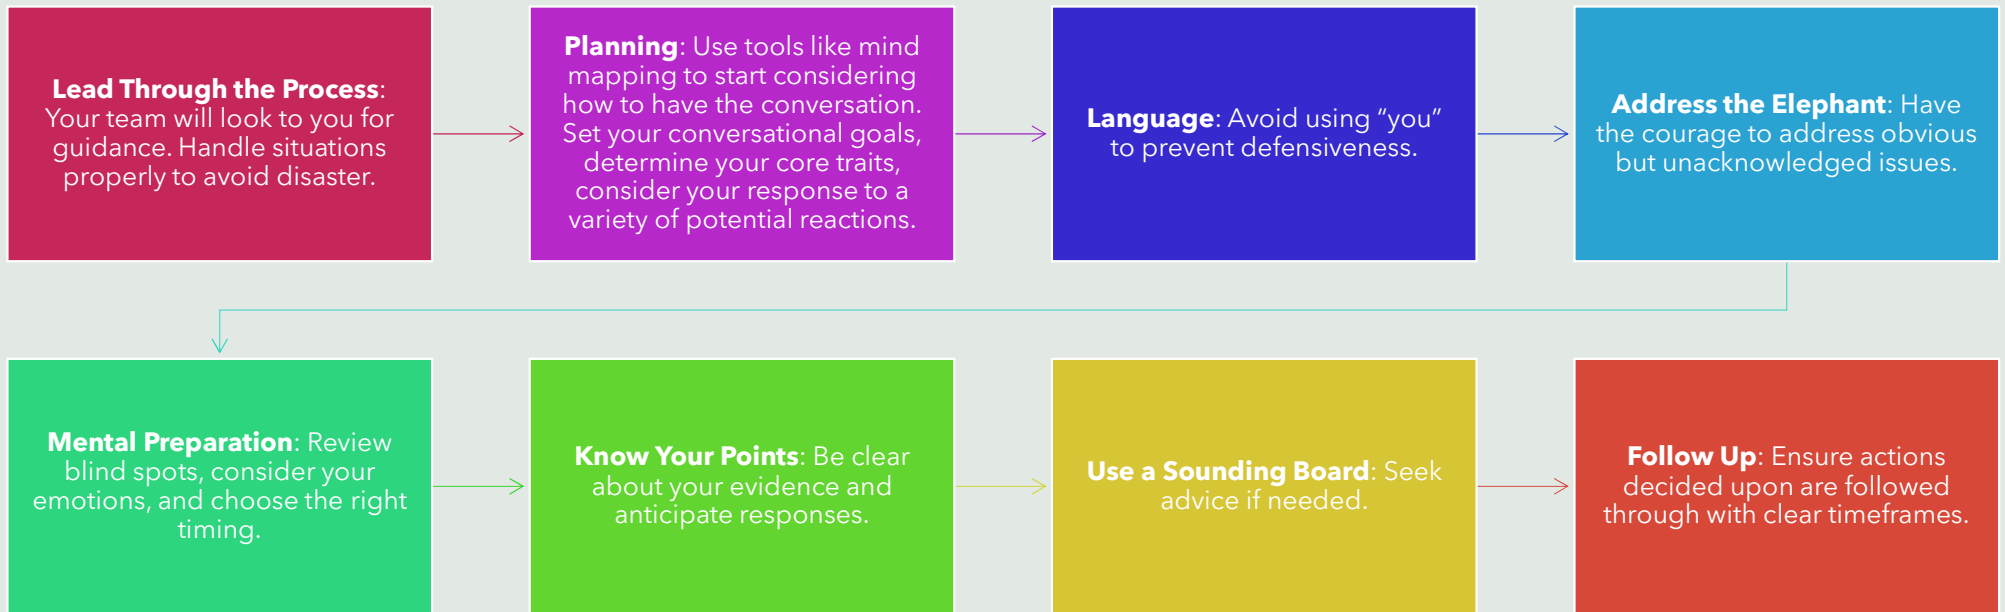 Lead Through the Process:
Your team will look to you for
guidance. Handle situations
properly to avoid disaster.
Planning: Use tools like mind
mapping to start considering
how to have the conversation.
Set your conversational goals,
determine your core traits,
consider your response to a
variety of potential reactions.
Language: Avoid using “you”
to prevent defensiveness.
Address the Elephant: Have
the courage to address obvious
but unacknowledged issues.
Mental Preparation: Review
blind spots, consider your
emotions, and choose the right
timing.
Know Your Points: Be clear
about your evidence and
anticipate responses.
Use a Sounding Board: Seek
advice if needed.
Follow Up: Ensure actions
decided upon are followed
through with clear timeframes.